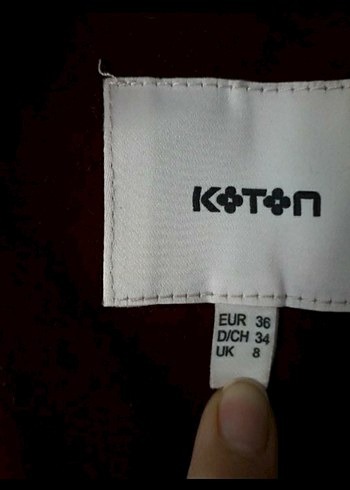 KOTON
EUR 36
D/CH 34
UK 8